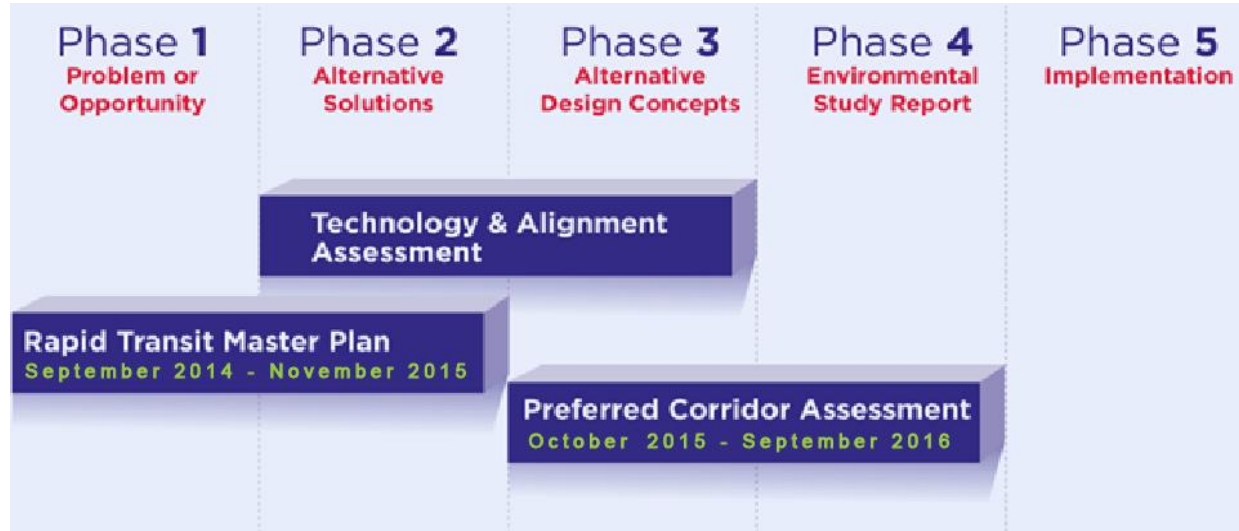 Phase 1
Problem or
Opportunity
Phase 2
Alternative
Solutions
Phase 3
Alternative
Design Concepts
Phase 4
Environmental
Study Report
Phase 5
Implementation
Technology & Alignment
Assessment
Rapid Transit Master Plan
September 2014 - November 2015
Preferred Corridor Assessment
October 2015 - September 2016